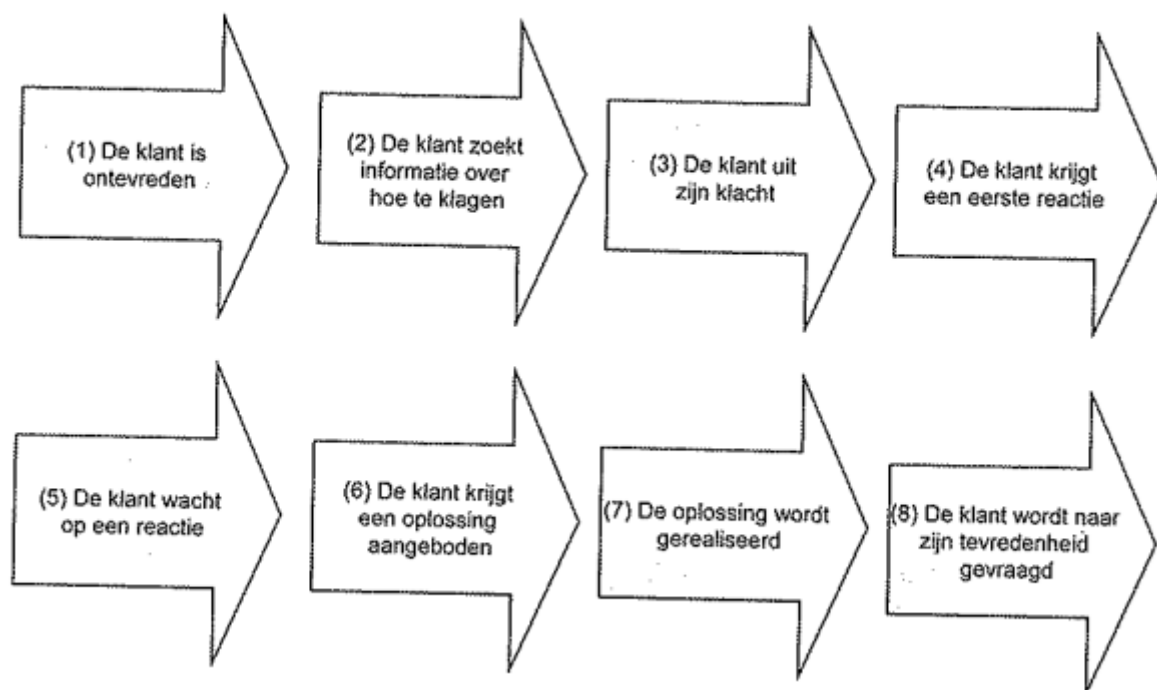 (1) De klant is
ontevreden
(2) De klant zoekt
informatie over
hoe te klagen
(3) De klant uit
zijn klacht
(4) De klant krijgt
een eerste reactie
(5) De klant wacht
op een reactie
(6) De klant krijgt
een oplossing
aangeboden
(7) De oplossing wordt
gerealiseerd
(8) De klant wordt naar
zijn tevredenheid
gevraagd